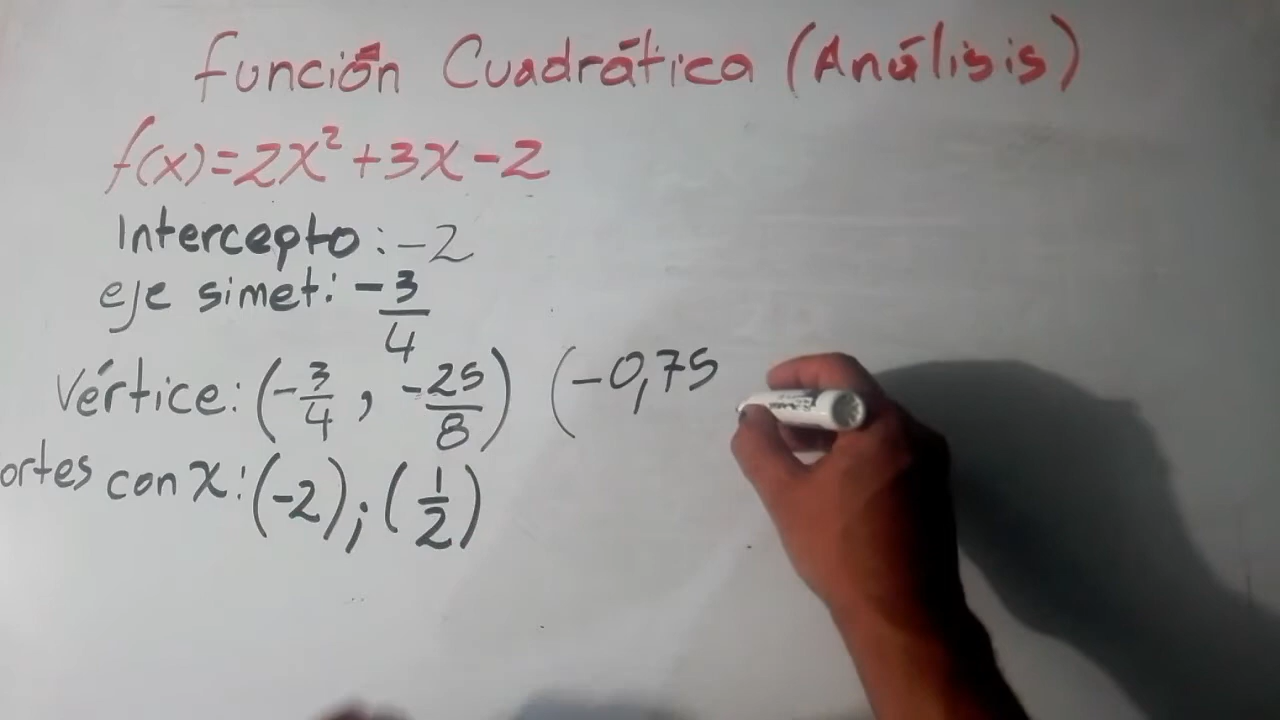 función Cuadrática (Análisis)
f(x)=2x²+3x-2
Intercepto: -2
eje simet: -3/4
Vértice: (-3/4, -25/8) (-0,75
ortes con x: (-2); (1/2)